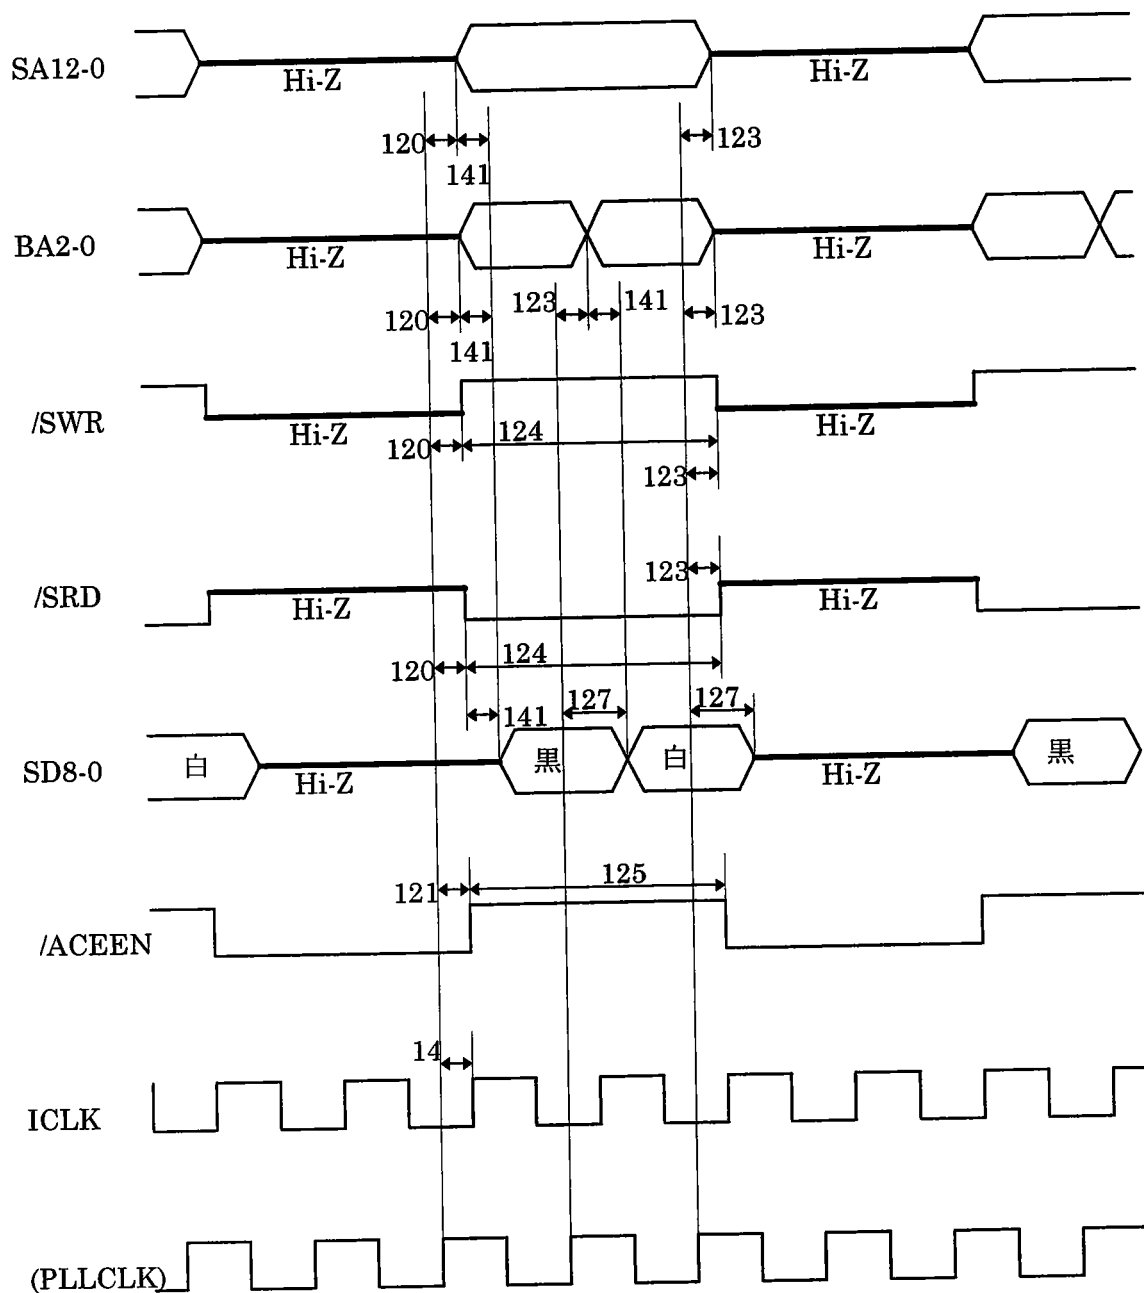 SA12-0
Hi-Z
Hi-Z
120
123
141
BA2-0
Hi-Z
Hi-Z
120
123
141
123
141
/SWR
Hi-Z
Hi-Z
120
124
123
/SRD
Hi-Z
Hi-Z
123
120
124
141
127
127
SD8-0
白
Hi-Z
黒
白
Hi-Z
黒
121
125
/ACEEN
14
ICLK
(PLLCLK)